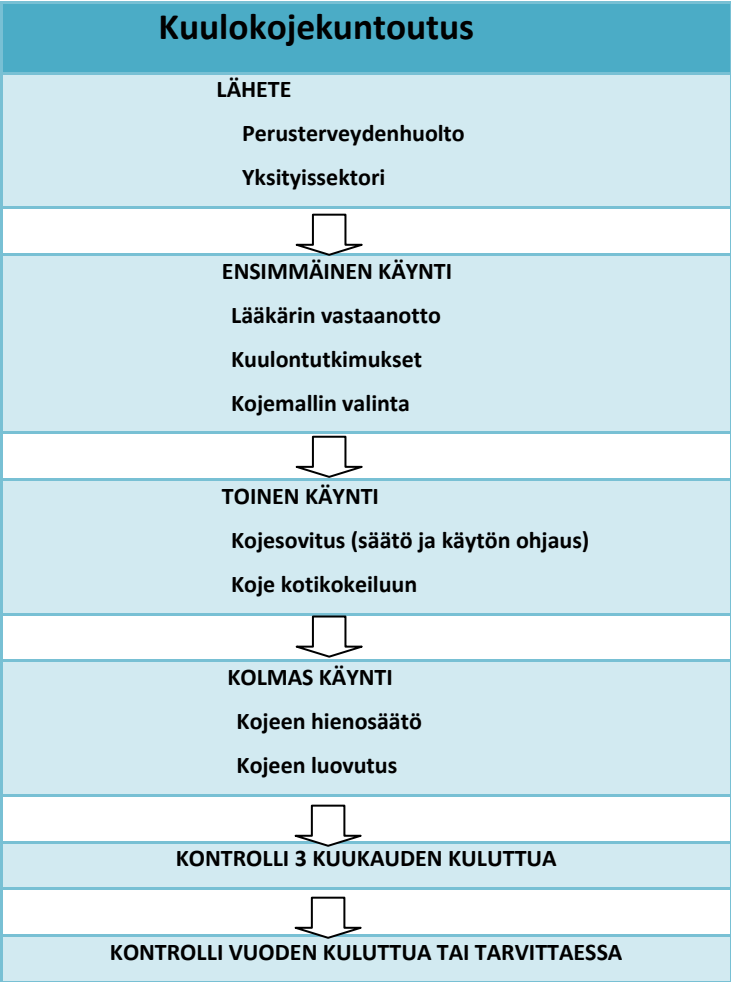 Kuulokojekuntoutus
LÄHETE
Perusterveydenhuolto
Yksityissektori
ENSIMMÄINEN KÄYNTI
Lääkärin vastaanotto
Kuulontutkimukset
Kojemallin valinta
TOINEN KÄYNTI
Kojesovitus (säätö ja käytön ohjaus)
Koje kotikokeiluun
KOLMAS KÄYNTI
Kojeen hienosäätö
Kojeen luovutus
KONTROLLI 3 KUUKAUDEN KULUTTUA
KONTROLLI VUODEN KULUTTUA TAI TARVITTAESSA